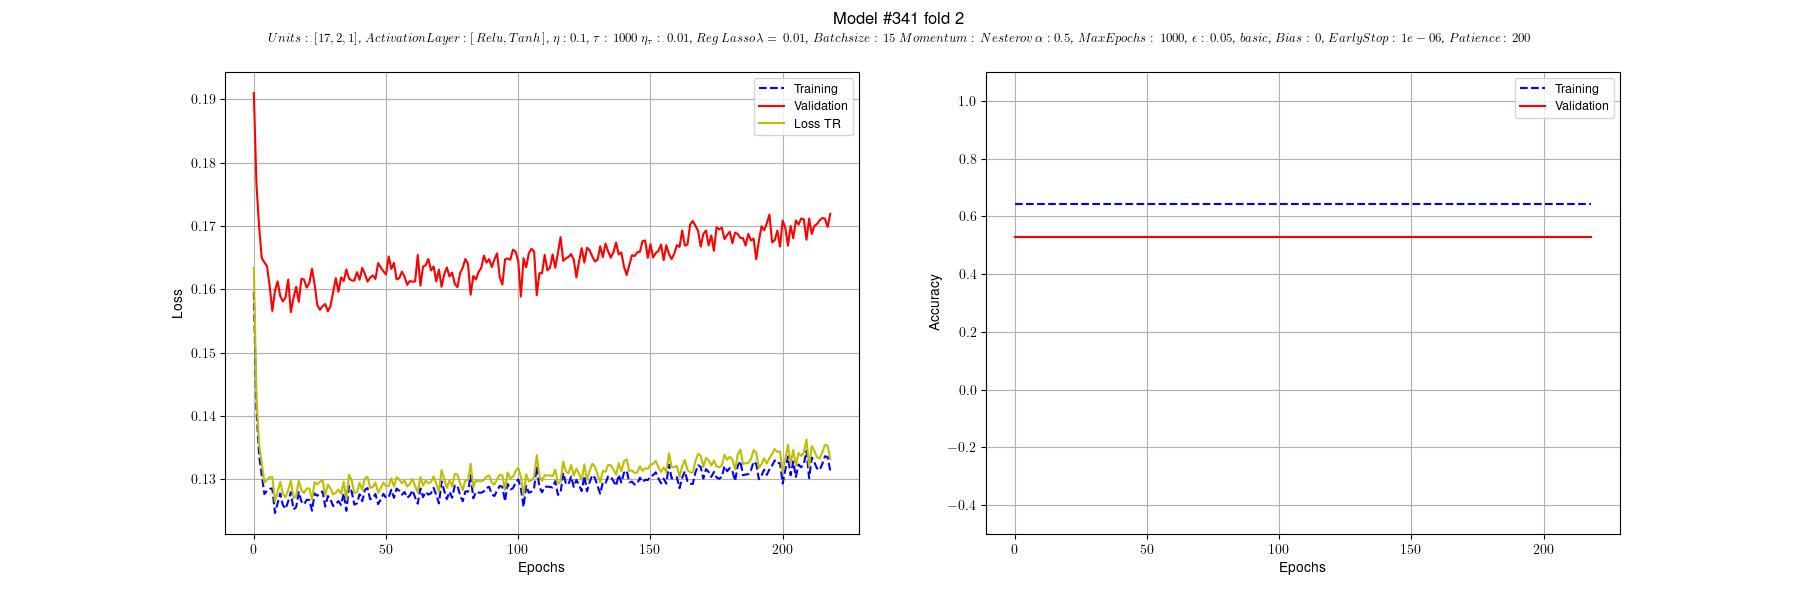 Model #341 fold 2
Units : [17, 2, 1], ActivationLayer : [ Relu, Tanh ], η : 0.1, τ : 1000 η_τ : 0.01, Reg Lasso λ = 0.01, Batchsize : 15 Momentum : Nesterov α : 0.5, MaxEpochs : 1000, ϵ : 0.05, basic, Bias : 0, EarlyStop : 1e − 06, Patience : 200
Loss
0.19
0.18
0.17
0.16
0.15
0.14
0.13
Training
Validation
Loss TR
0 50 100 150 200
Epochs
Accuracy
1.0
0.8
0.6
0.4
0.2
0.0
−0.2
−0.4
Training
Validation
0 50 100 150 200
Epochs